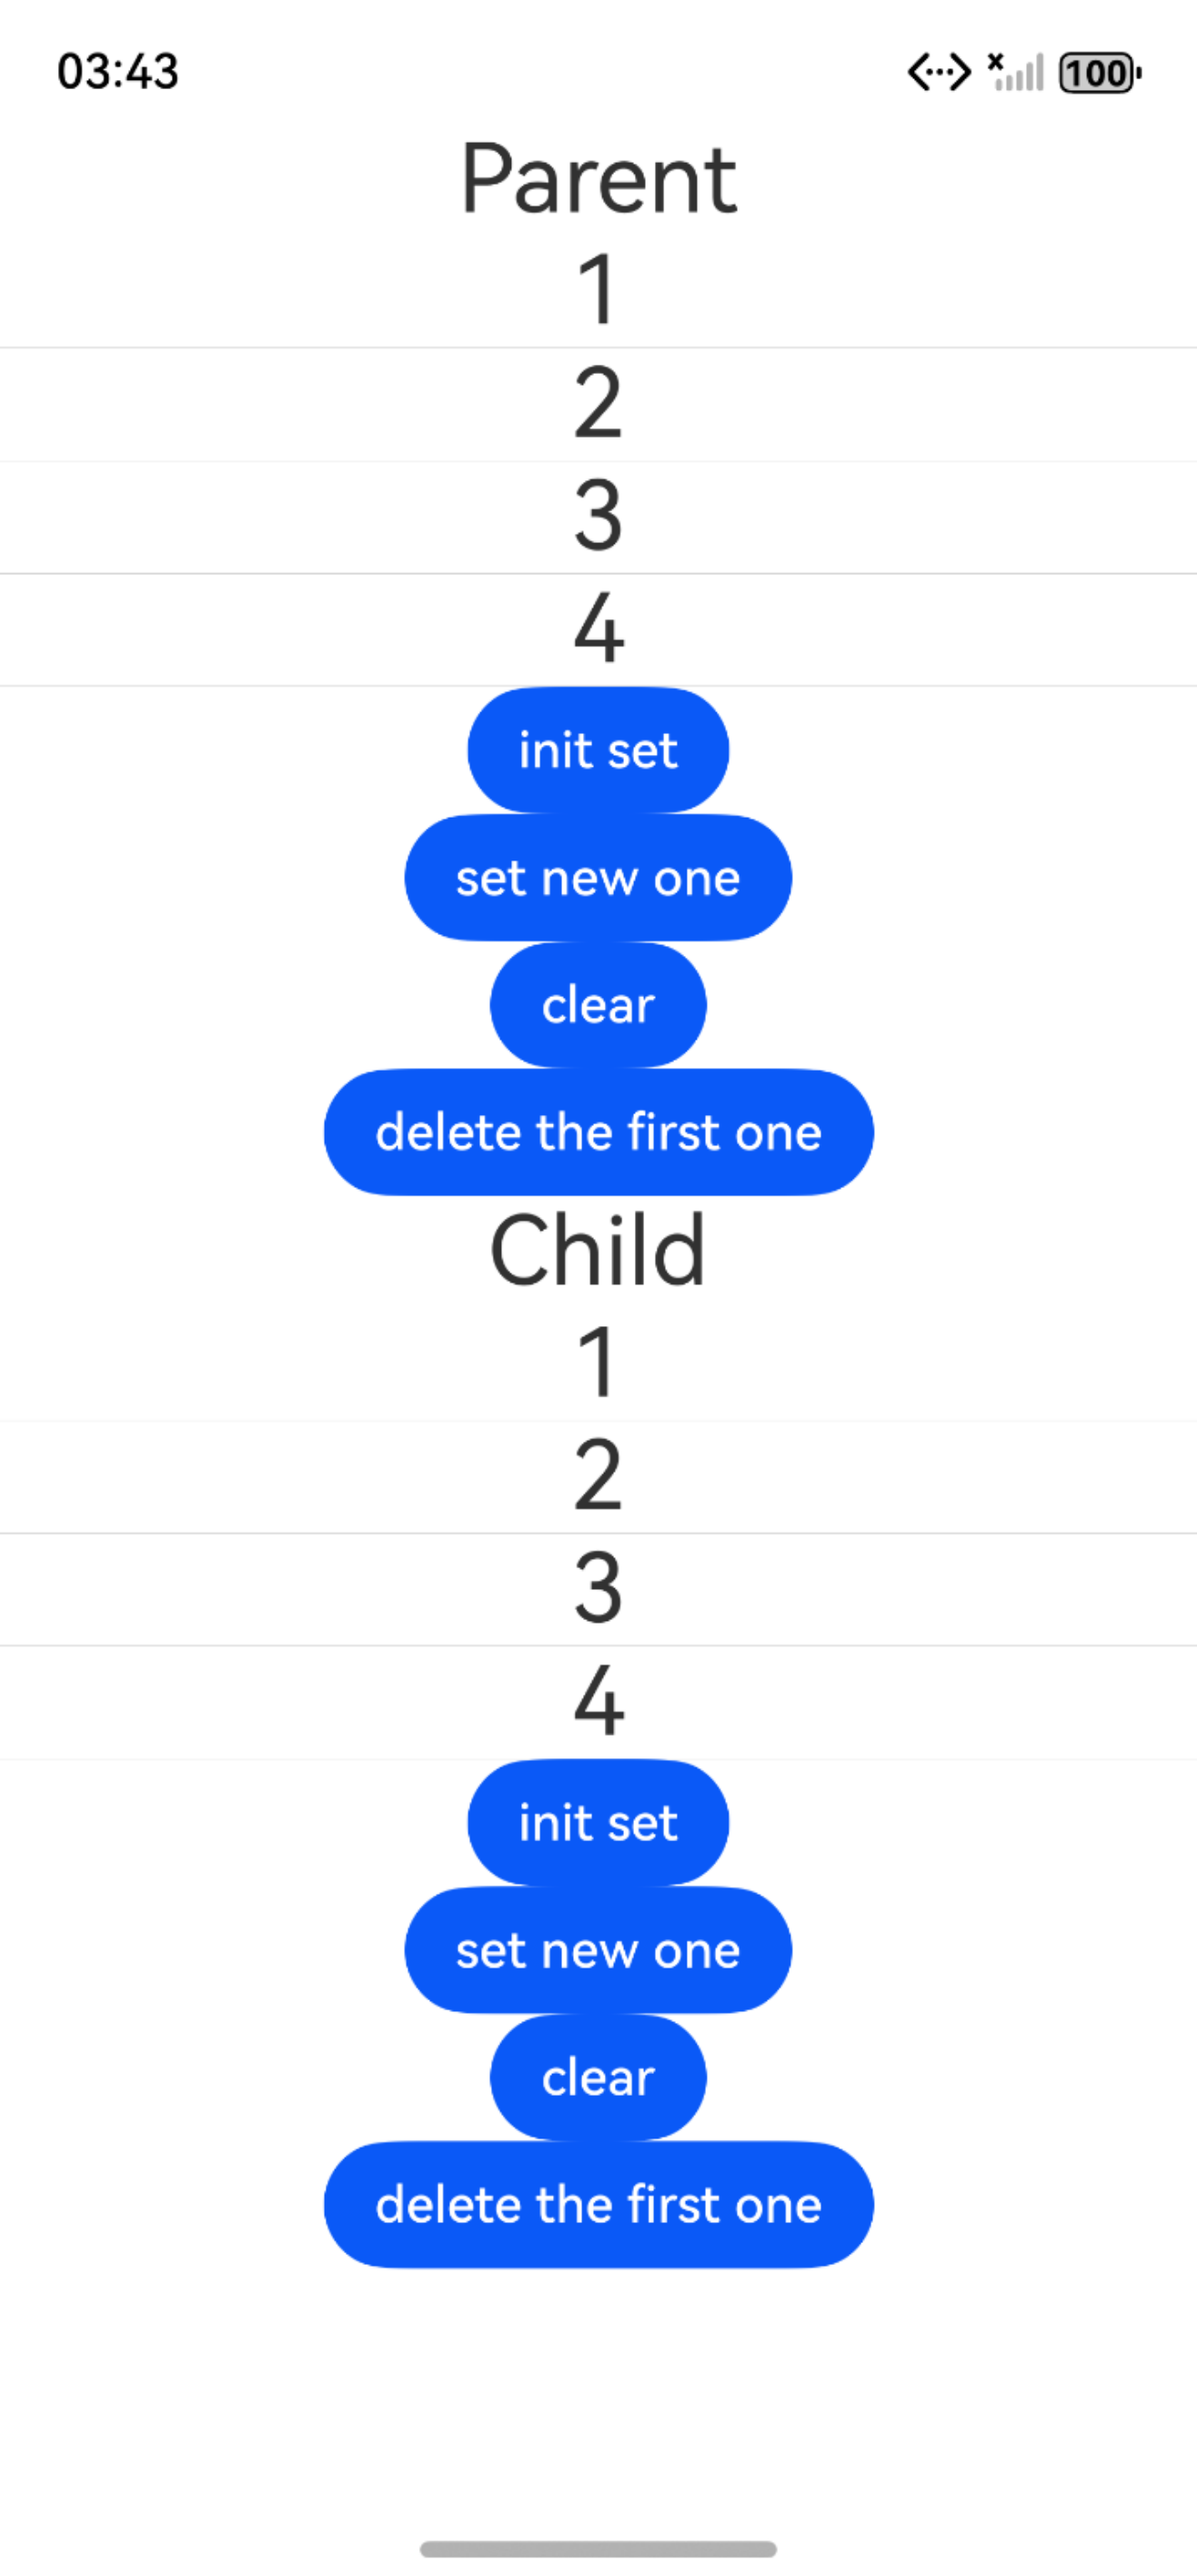 03:43
100
Parent
1
2
3
4
init set
set new one
clear
delete the first one
Child
1
2
3
4
init set
set new one
clear
delete the first one